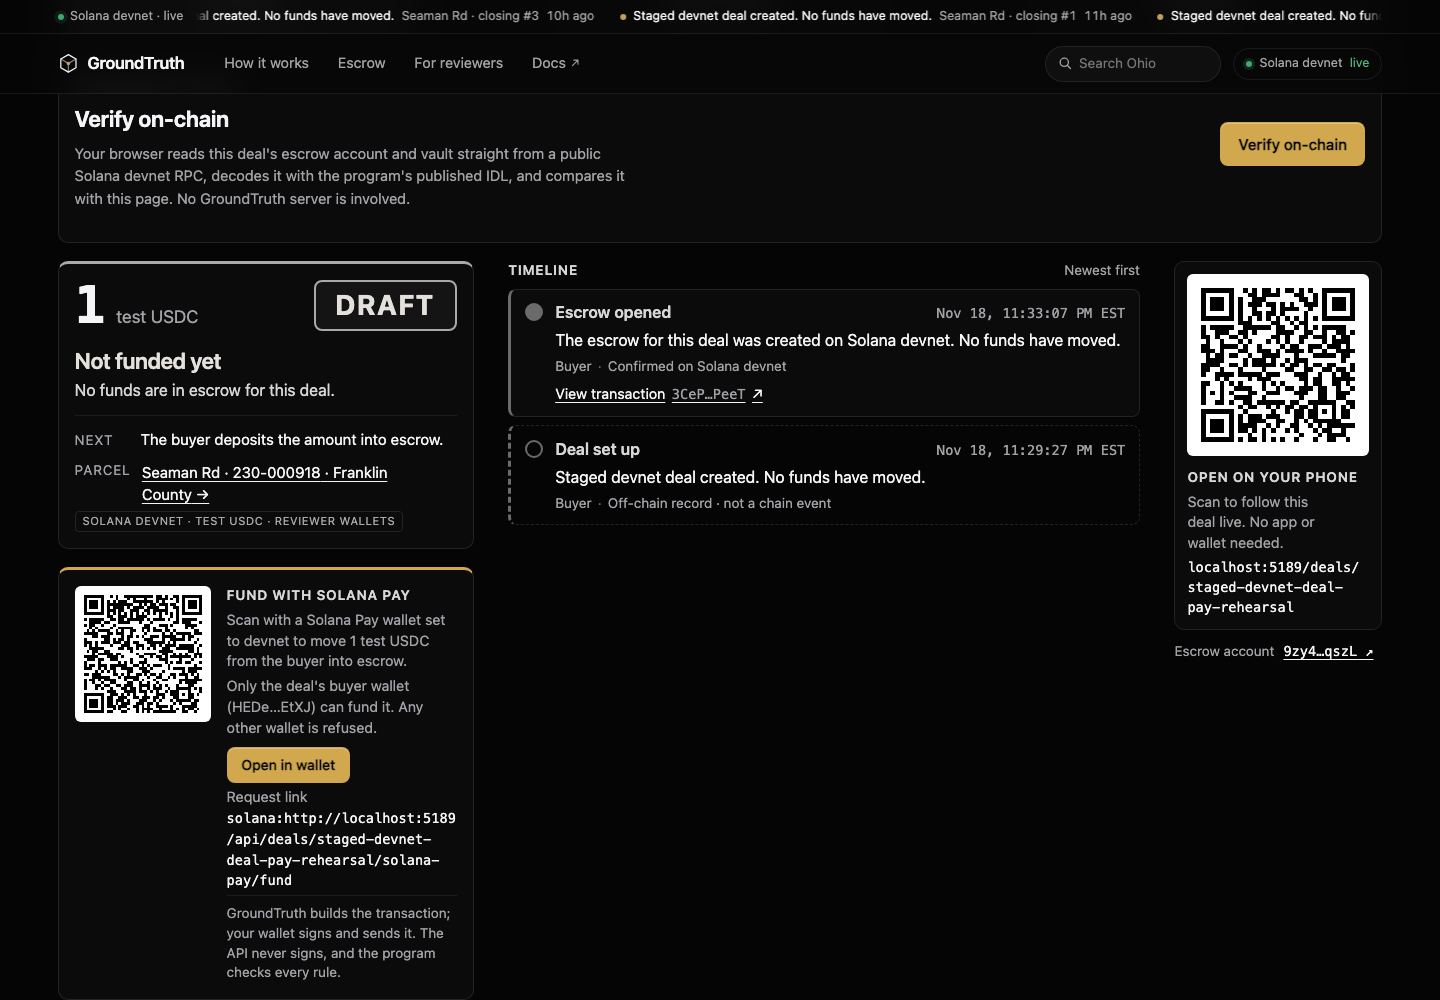 Solana devnet · live al created. No funds have moved. Seaman Rd · closing #3 10h ago Staged devnet deal created. No funds have moved. Seaman Rd · closing #1 11h ago Staged devnet deal created. No fun
GroundTruth How it works Escrow For reviewers Docs ↗ Search Ohio Solana devnet live
Verify on-chain
Your browser reads this deal's escrow account and vault straight from a public
Solana devnet RPC, decodes it with the program's published IDL, and compares it
with this page. No GroundTruth server is involved.
Verify on-chain
1 test USDC DRAFT
Not funded yet
No funds are in escrow for this deal.
NEXT The buyer deposits the amount into escrow.
PARCEL Seaman Rd · 230-000918 · Franklin
County →
SOLANA DEVNET · TEST USDC · REVIEWER WALLETS
FUND WITH SOLANA PAY
Scan with a Solana Pay wallet set
to devnet to move 1 test USDC
from the buyer into escrow.
Only the deal's buyer wallet
(HEDe...EtXJ) can fund it. Any
other wallet is refused.
Open in wallet
Request link
solana:http://localhost:5189
/api/deals/staged-devnet-
deal-pay-rehearsal/solana-
pay/fund
GroundTruth builds the transaction;
your wallet signs and sends it. The
API never signs, and the program
checks every rule.
TIMELINE Newest first
Escrow opened Nov 18, 11:33:07 PM EST
The escrow for this deal was created on Solana devnet. No funds have moved.
Buyer · Confirmed on Solana devnet
View transaction 3CeP…PeeT ↗
Deal set up Nov 18, 11:29:27 PM EST
Staged devnet deal created. No funds have moved.
Buyer · Off-chain record · not a chain event
OPEN ON YOUR PHONE
Scan to follow this
deal live. No app or
wallet needed.
localhost:5189/deals/
staged-devnet-deal-
pay-rehearsal
Escrow account 9zy4…qszL ↗